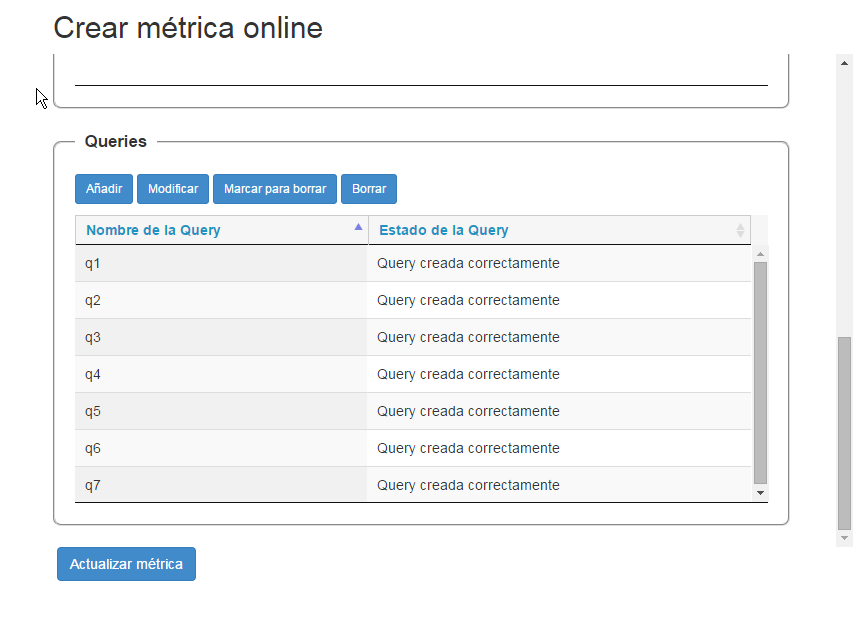 Crear métrica online
Queries
Añadir Modificar Marcar para borrar Borrar
Nombre de la Query Estado de la Query
q1 Query creada correctamente
q2 Query creada correctamente
q3 Query creada correctamente
q4 Query creada correctamente
q5 Query creada correctamente
q6 Query creada correctamente
q7 Query creada correctamente
Actualizar métrica